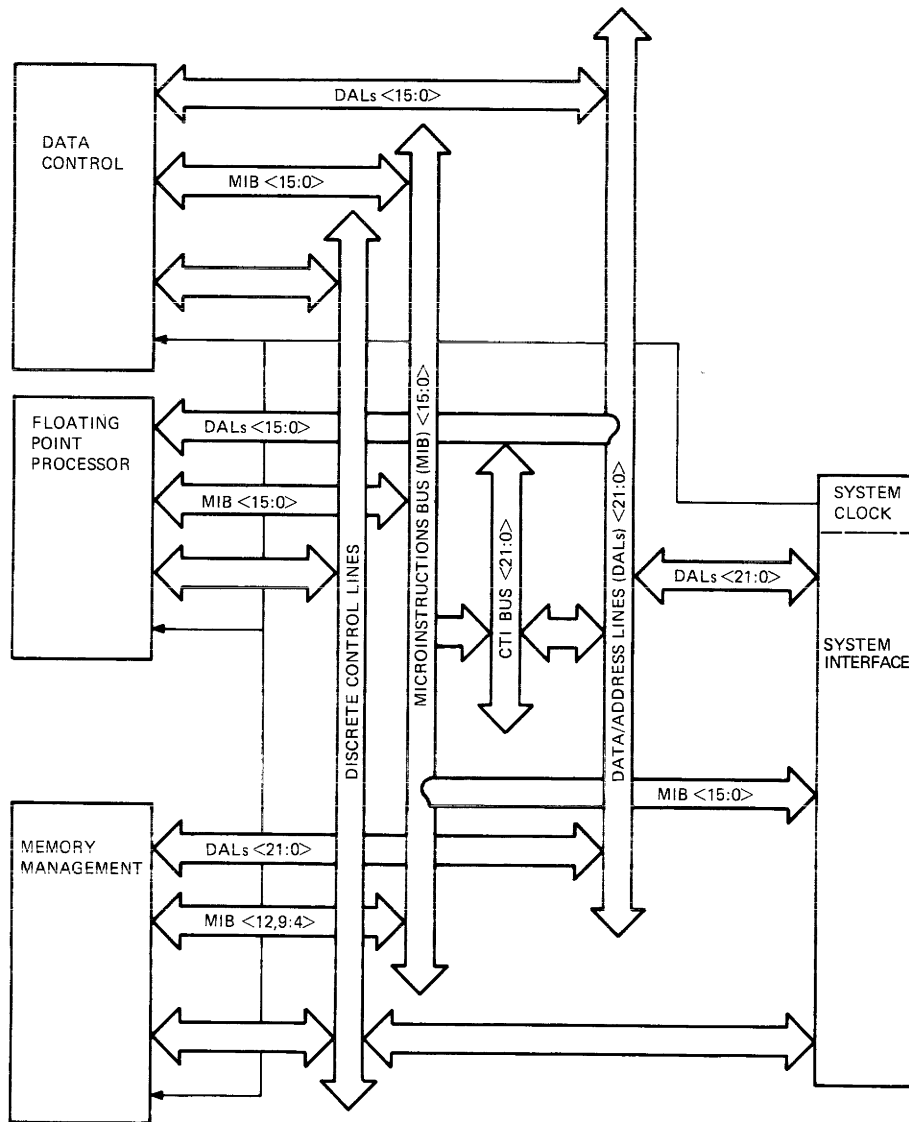 DALs <15:0>
DATA
CONTROL
MIB <15:0>
FLOATING
POINT
PROCESSOR
DALs <15:0>
MIB <15:0>
DISCRETE CONTROL LINES
MICROINSTRUCTIONS BUS (MIB) <15:0>
CTI BUS <21:0>
DATA/ADDRESS LINES (DALs) <21:0>
SYSTEM
CLOCK
DALs <21:0>
SYSTEM
INTERFACE
MIB <15:0>
MEMORY
MANAGEMENT
DALs <21:0>
MIB <12,9:4>